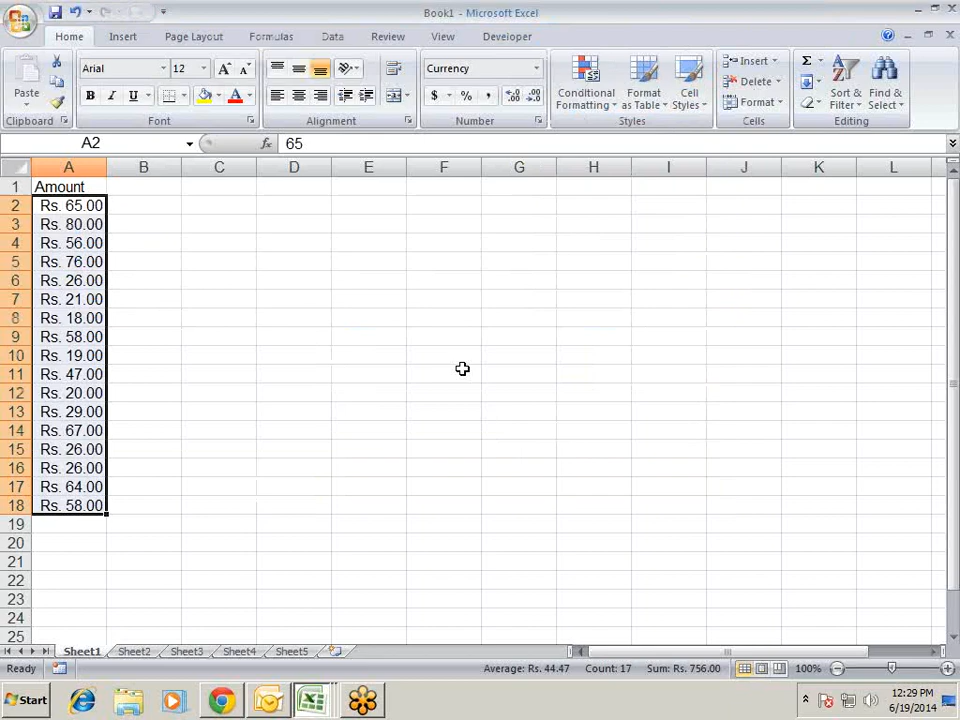 Book1 - Microsoft Excel
Home Insert Page Layout Formulas Data Review View Developer
Paste
Arial 12
B I U A
Currency
$ % ,
Conditional Formatting
Format as Table
Cell Styles
Insert
Delete
Format
Sort & Filter
Find & Select
Clipboard Font Alignment Number Styles Cells Editing
A2 fx 65
A B C D E F G H I J K L
1 Amount
2 Rs. 65.00
3 Rs. 80.00
4 Rs. 56.00
5 Rs. 76.00
6 Rs. 26.00
7 Rs. 21.00
8 Rs. 18.00
9 Rs. 58.00
10 Rs. 19.00
11 Rs. 47.00
12 Rs. 20.00
13 Rs. 29.00
14 Rs. 67.00
15 Rs. 26.00
16 Rs. 26.00
17 Rs. 64.00
18 Rs. 58.00
19
20
21
22
23
24
25
Sheet1 Sheet2 Sheet3 Sheet4 Sheet5
Ready Average: Rs. 44.47 Count: 17 Sum: Rs. 756.00 100%
Start 12:29 PM
6/19/2014